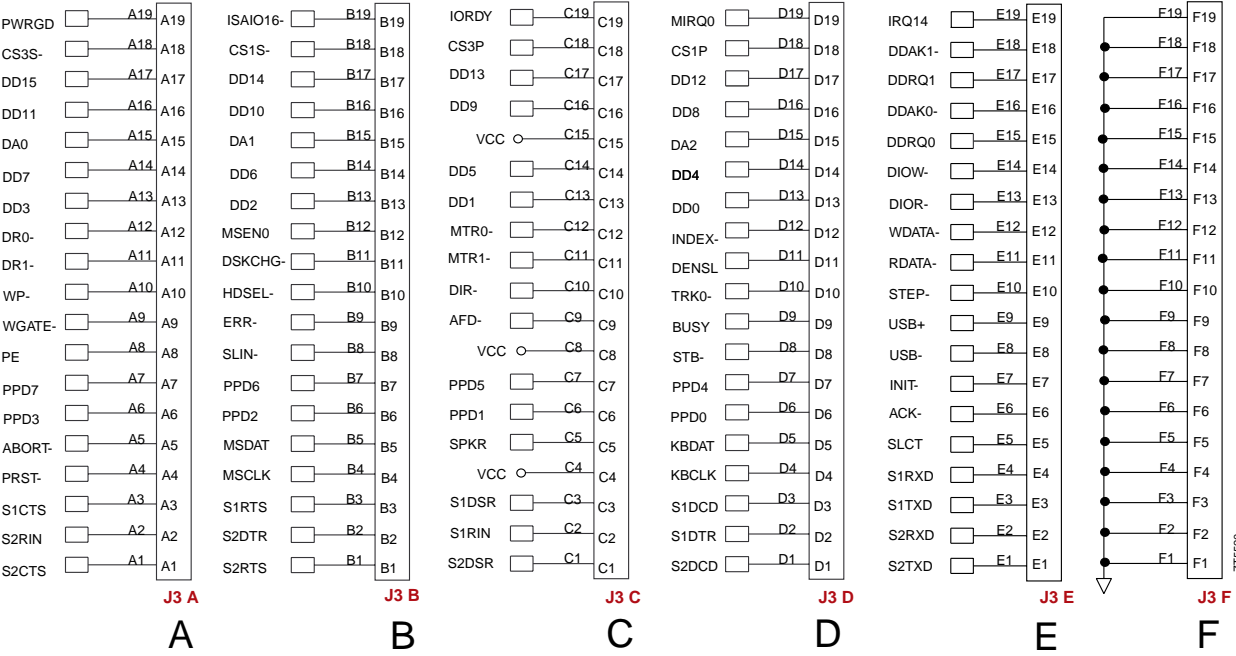 PWRGD A19 A19 ISAIO16- B19 B19 IORDY C19 C19 MIRQ0 D19 D19 IRQ14 E19 E19 F19 F19
CS3S- A18 A18 CS1S- B18 B18 CS3P C18 C18 CS1P D18 D18 DDAK1- E18 E18 F18 F18
DD15 A17 A17 DD14 B17 B17 DD13 C17 C17 DD12 D17 D17 DDRQ1 E17 E17 F17 F17
DD11 A16 A16 DD10 B16 B16 DD9 C16 C16 DD8 D16 D16 DDAK0- E16 E16 F16 F16
DA0 A15 A15 DA1 B15 B15 VCC C15 C15 DA2 D15 D15 DDRQ0 E15 E15 F15 F15
DD7 A14 A14 DD6 B14 B14 DD5 C14 C14 DD4 D14 D14 DIOW- E14 E14 F14 F14
DD3 A13 A13 DD2 B13 B13 DD1 C13 C13 DD0 D13 D13 DIOR- E13 E13 F13 F13
DR0- A12 A12 MSEN0 B12 B12 MTR0- C12 C12 INDEX- D12 D12 WDATA- E12 E12 F12 F12
DR1- A11 A11 DSKCHG- B11 B11 MTR1- C11 C11 DENSL D11 D11 RDATA- E11 E11 F11 F11
WP- A10 A10 HDSEL- B10 B10 DIR- C10 C10 TRK0- D10 D10 STEP- E10 E10 F10 F10
WGATE- A9 A9 ERR- B9 B9 AFD- C9 C9 BUSY D9 D9 USB+ E9 E9 F9 F9
PE A8 A8 SLIN- B8 B8 VCC C8 C8 STB- D8 D8 USB- E8 E8 F8 F8
PPD7 A7 A7 PPD6 B7 B7 PPD5 C7 C7 PPD4 D7 D7 INIT- E7 E7 F7 F7
PPD3 A6 A6 PPD2 B6 B6 PPD1 C6 C6 PPD0 D6 D6 ACK- E6 E6 F6 F6
ABORT- A5 A5 MSDAT B5 B5 SPKR C5 C5 KBDAT D5 D5 SLCT E5 E5 F5 F5
PRST- A4 A4 MSCLK B4 B4 VCC C4 C4 KBCLK D4 D4 S1RXD E4 E4 F4 F4
S1CTS A3 A3 S1RTS B3 B3 S1DSR C3 C3 S1DCD D3 D3 S1TXD E3 E3 F3 F3
S2RIN A2 A2 S2DTR B2 B2 S1RIN C2 C2 S1DTR D2 D2 S2RXD E2 E2 F2 F2
S2CTS A1 A1 S2RTS B1 B1 S2DSR C1 C1 S2DCD D1 D1 S2TXD E1 E1 F1 F1
J3 A J3 B J3 C J3 D J3 E J3 F
A B C D E F